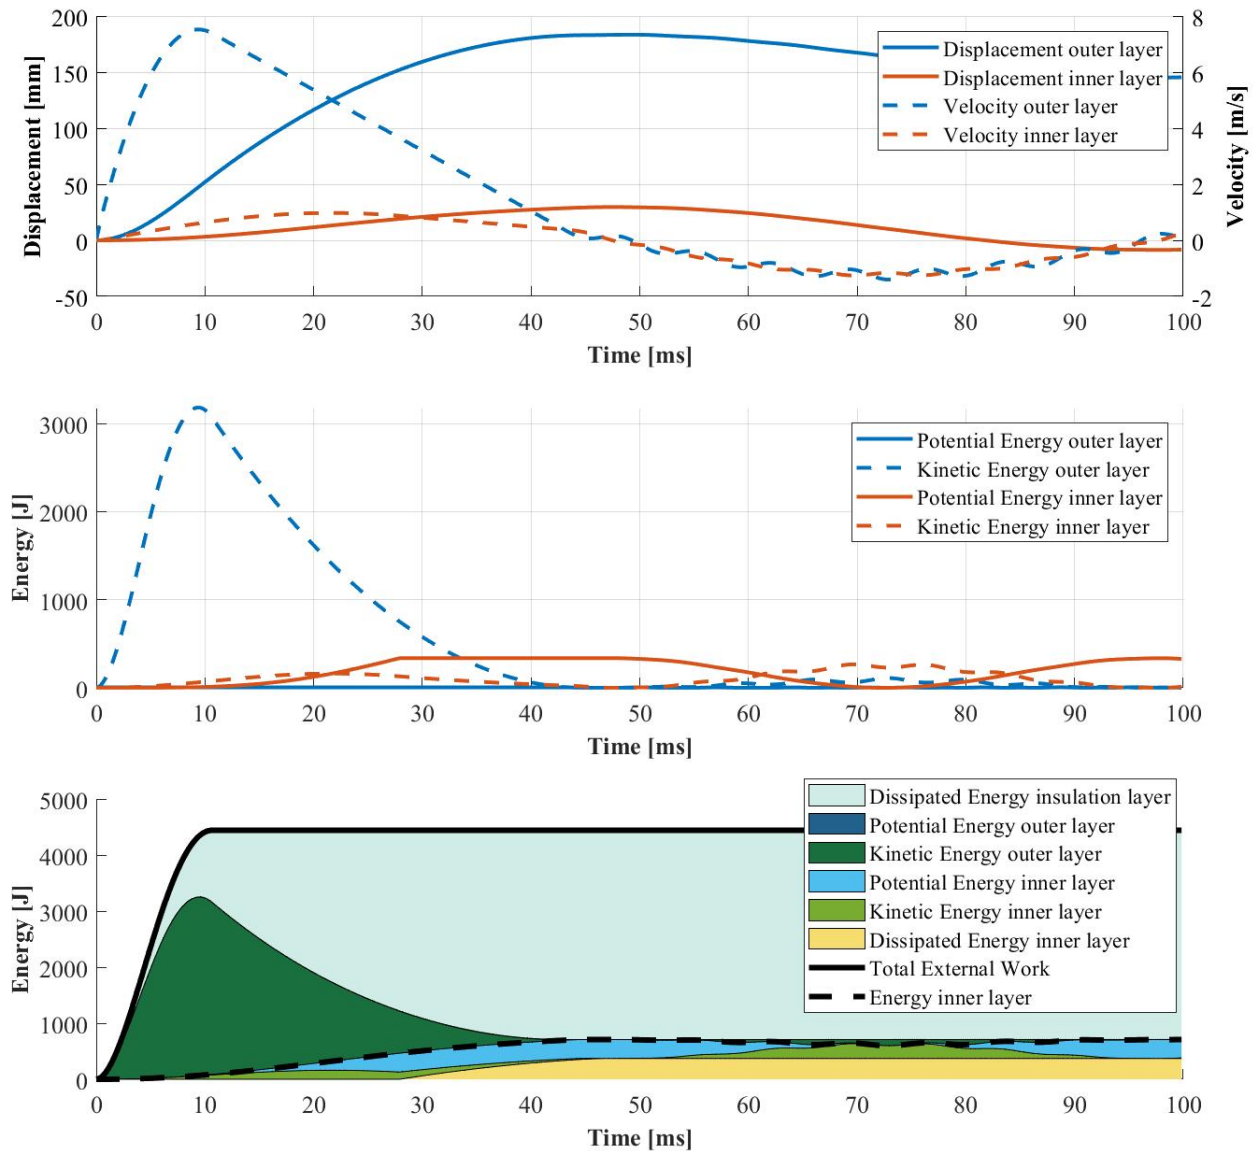 200
150
100
50
0
-50
Displacement [mm]
8
6
4
2
0
-2
Velocity [m/s]
Displacement outer layer
Displacement inner layer
Velocity outer layer
Velocity inner layer
0 10 20 30 40 50 60 70 80 90 100
Time [ms]
3000
2000
1000
0
Energy [J]
Potential Energy outer layer
Kinetic Energy outer layer
Potential Energy inner layer
Kinetic Energy inner layer
0 10 20 30 40 50 60 70 80 90 100
Time [ms]
5000
4000
3000
2000
1000
0
Energy [J]
Dissipated Energy insulation layer
Potential Energy outer layer
Kinetic Energy outer layer
Potential Energy inner layer
Kinetic Energy inner layer
Dissipated Energy inner layer
Total External Work
Energy inner layer
0 10 20 30 40 50 60 70 80 90 100
Time [ms]